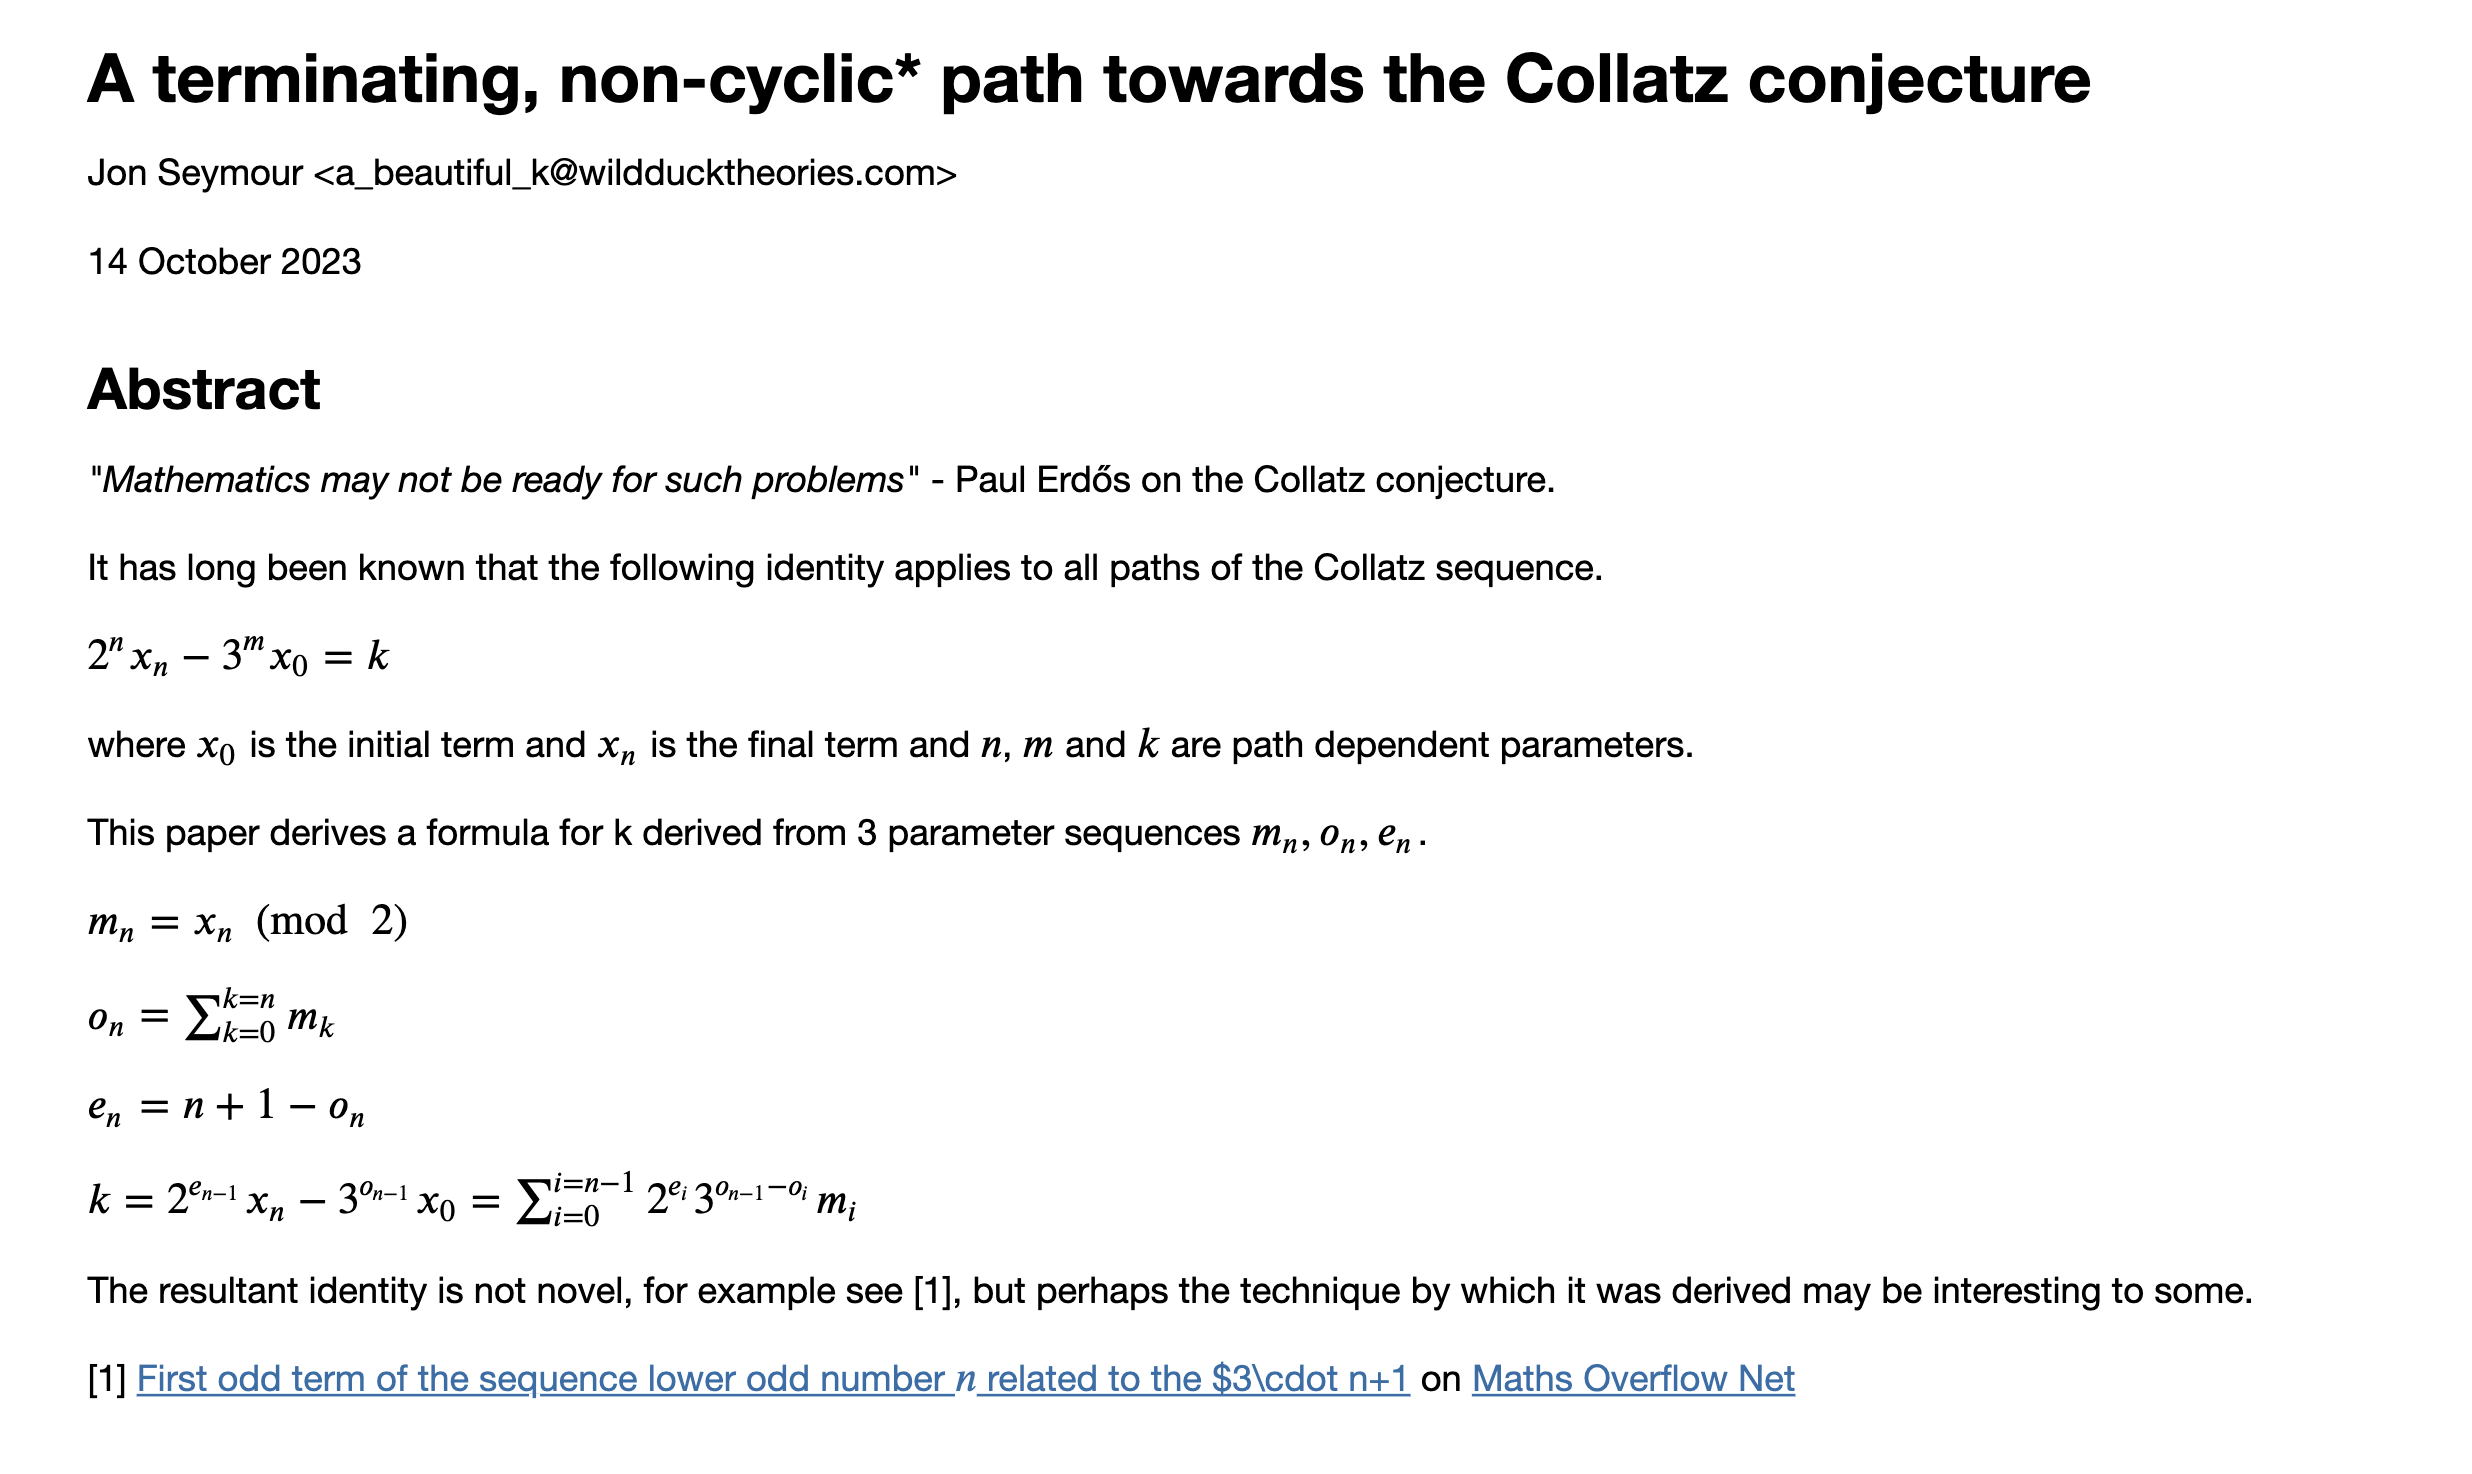 A terminating, non-cyclic* path towards the Collatz conjecture
Jon Seymour <a_beautiful_k@wildducktheories.com>
14 October 2023
Abstract
"Mathematics may not be ready for such problems" - Paul Erdős on the Collatz conjecture.
It has long been known that the following identity applies to all paths of the Collatz sequence.
$2^n x_n - 3^m x_0 = k$
where $x_0$ is the initial term and $x_n$ is the final term and $n$, $m$ and $k$ are path dependent parameters.
This paper derives a formula for k derived from 3 parameter sequences $m_n, o_n, e_n$.
$m_n = x_n \pmod 2$
$o_n = \sum_{k=0}^{k=n} m_k$
$e_n = n + 1 - o_n$
$k = 2^{e_{n-1}} x_n - 3^{o_{n-1}} x_0 = \sum_{i=0}^{i=n-1} 2^{e_i} 3^{o_{n-1}-o_i} m_i$
The resultant identity is not novel, for example see [1], but perhaps the technique by which it was derived may be interesting to some.
[1] First odd term of the sequence lower odd number $n$ related to the $3\cdot n+1 on Maths Overflow Net